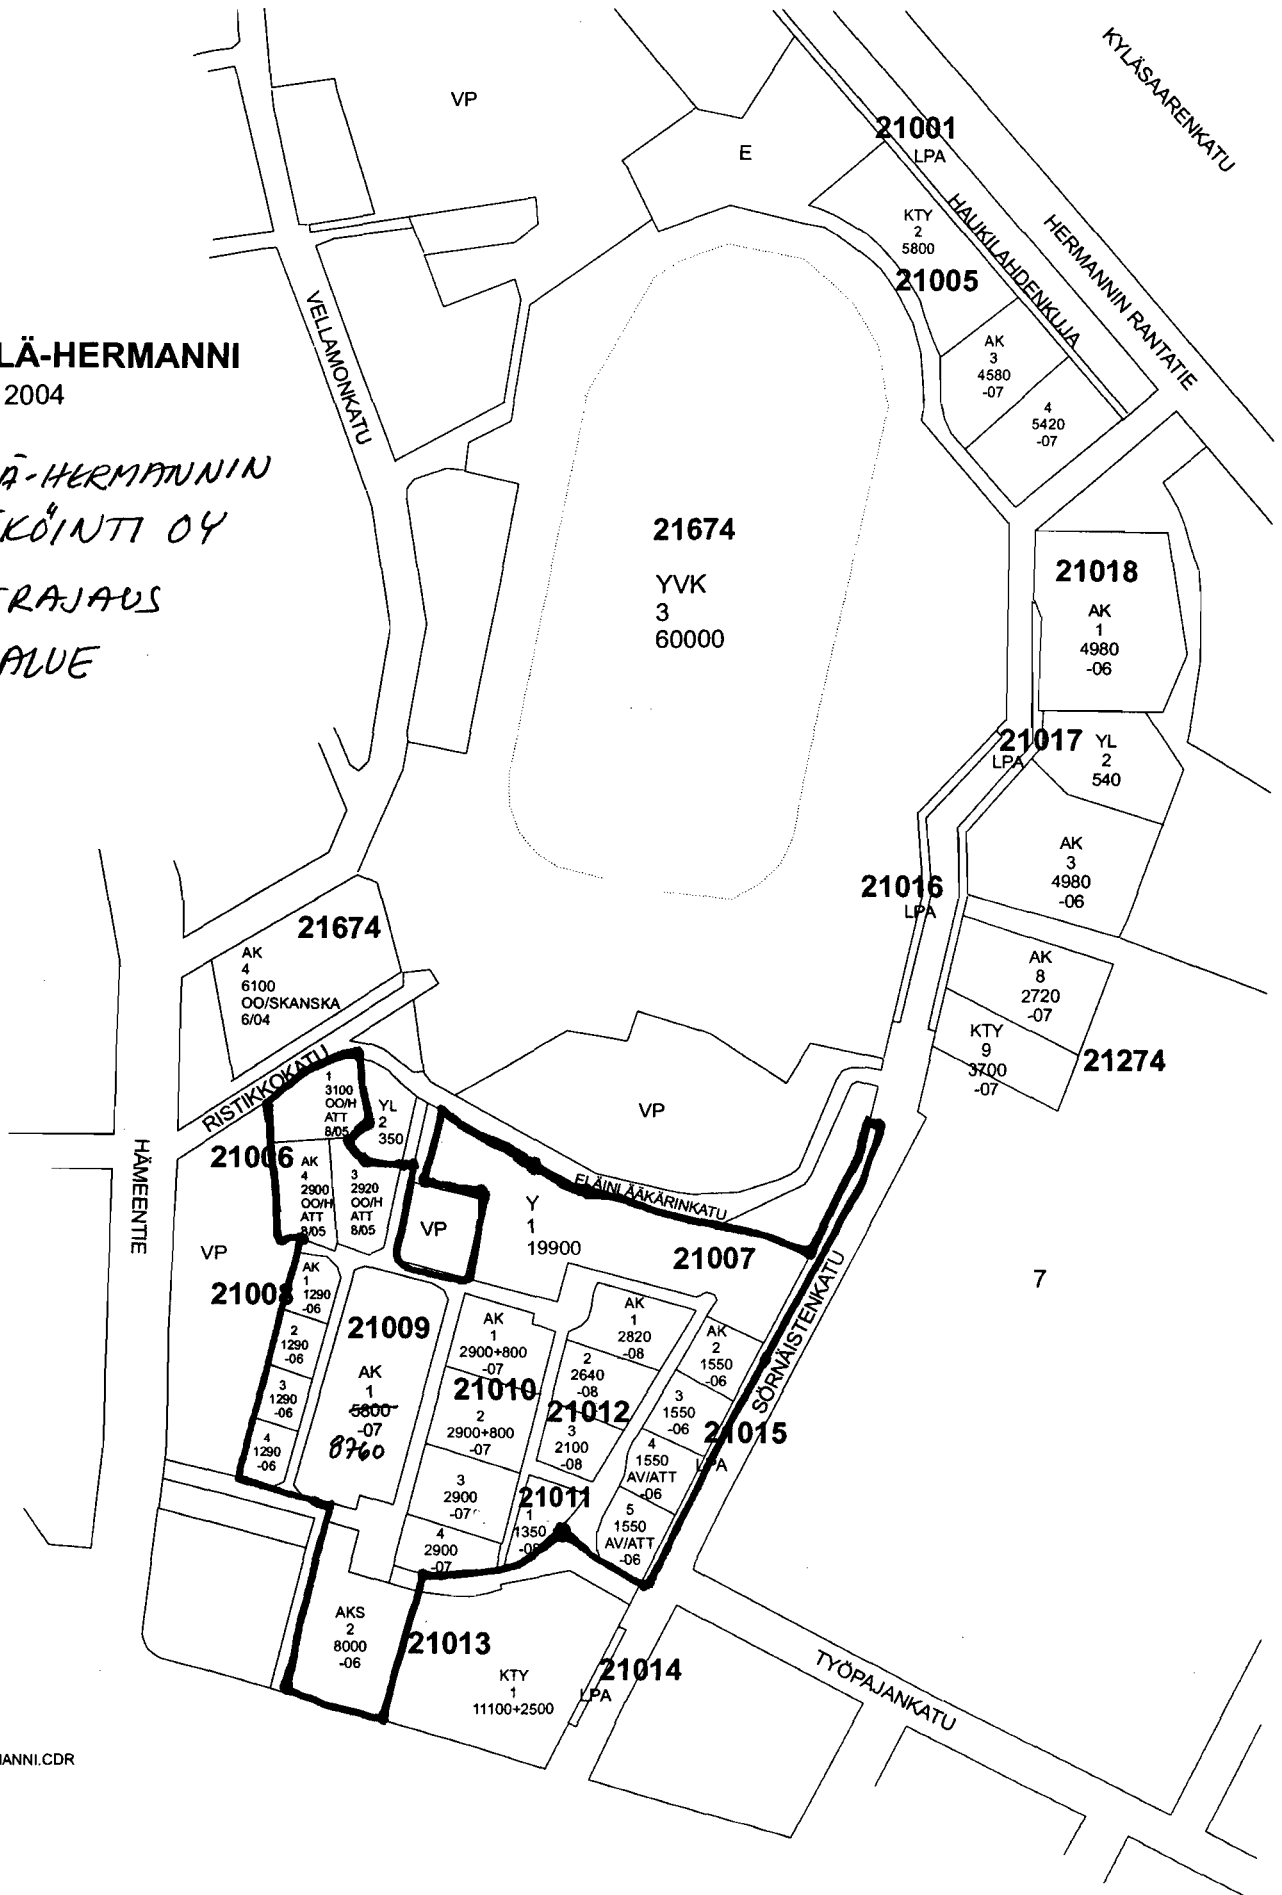 LÄ-HERMANNI
2004
Ä-HERMANNIN
KÖINTI OY
RAJAUS
ALUE
VP
E
21001
LPA
KYLÄSAARENKATU
HAUKILAHDENKUJA
HERMANNIN RANTATIE
KTY
2
5800
21005
AK
3
4580
-07
4
5420
-07
VELLAMONKATU
21674
YVK
3
60000
21018
AK
1
4980
-06
21017
LPA
YL
2
540
AK
3
4980
-06
21016
LPA
AK
8
2720
-07
KTY
9
3700
-07
21274
21674
AK
4
6100
OO/SKANSKA
6/04
RISTIKKOKATU
HÄMEENTIE
1
3100
OO/H
ATT
8/05
YL
2
350
21006
AK
4
2900
OO/H
ATT
8/05
3
2920
OO/H
ATT
8/05
VP
VP
VP
ELÄINLÄÄKÄRINKATU
Y
1
19900
21007
7
21008
AK
1
1290
-06
2
1290
-06
3
1290
-06
4
1290
-06
21009
AK
1
5800
-07
8760
AK
1
2900+800
-07
21010
2
2900+800
-07
3
2900
-07
4
2900
-07
AK
1
2820
-08
2
2640
-08
21012
3
2100
-08
21011
1
1350
-08
AK
2
1550
-06
3
1550
-06
4
1550
AV/ATT
-06
5
1550
AV/ATT
-06
21015
LPA
SÖRNÄISTENKATU
AKS
2
8000
-06
21013
KTY
1
11100+2500
21014
LPA
TYÖPAJANKATU
IANNI.CDR